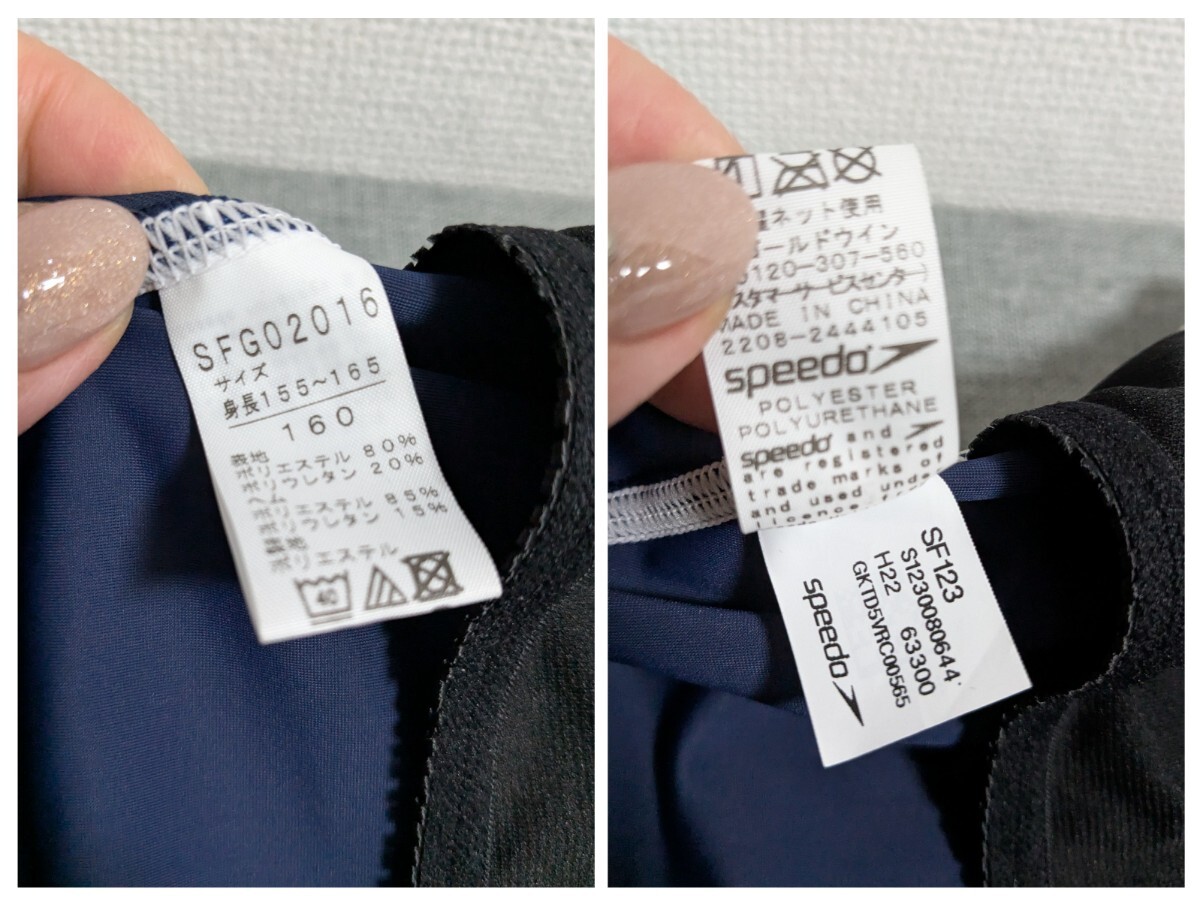 SFG02016
サイズ
身長155~165
160
表地
ポリエステル 80%
ポリウレタン 20%
ヘム
ポリエステル 85%
ポリウレタン 15%
裏地
ポリエステル
40
ネット使用
ールドウイン
0120-307-560
スタマーサービスセンター)
MADE IN CHINA
2208-2444105
speedo
POLYESTER
POLYURETHANE
speedo and
are registered
trade marks of
and used under
licence
SF123
S1230080644
H22 63300
GKTD5VRC00565
speedo